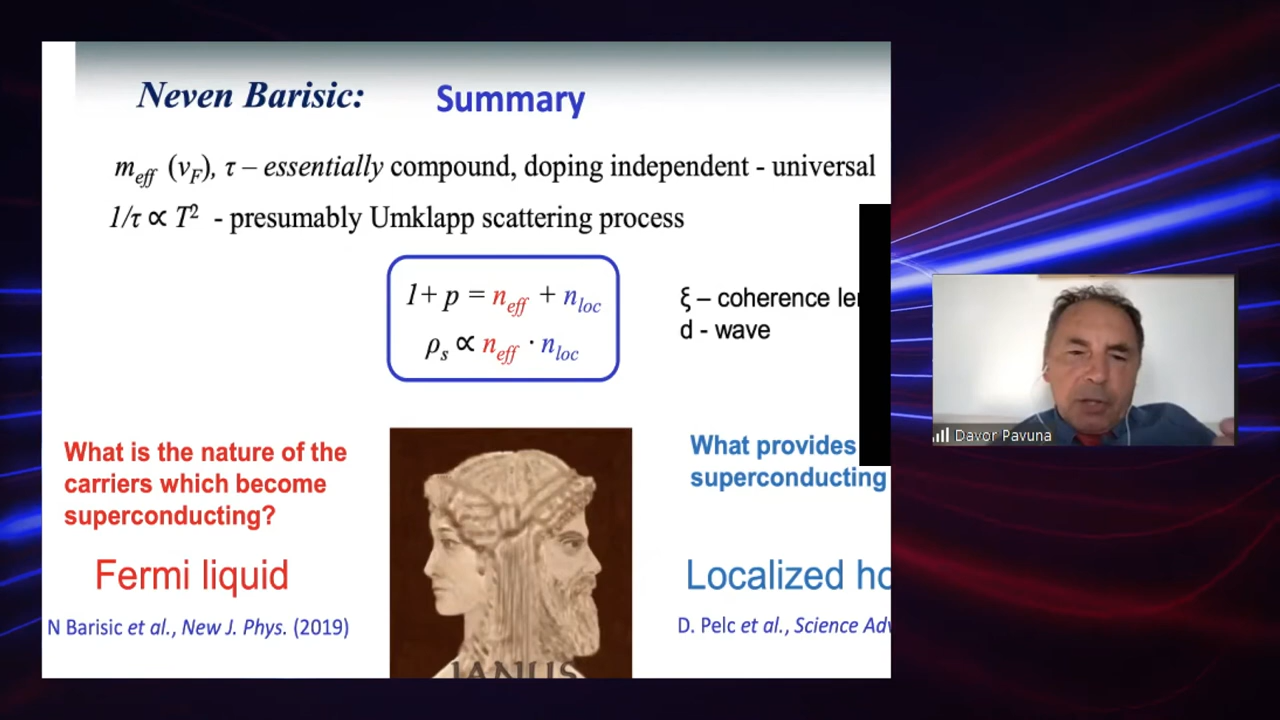 Neven Barisic: Summary
m_eff (v_F), τ – essentially compound, doping independent - universal
1/τ ∝ T² - presumably Umklapp scattering process
1+ p = n_eff + n_loc
ρ_s ∝ n_eff · n_loc
ξ – coherence le
d - wave
What is the nature of the
carriers which become
superconducting?
Fermi liquid
N Barisic et al., New J. Phys. (2019)
JANUS
What provides
superconducting
Localized ho
D. Pelc et al., Science Adv
Davor Pavuna